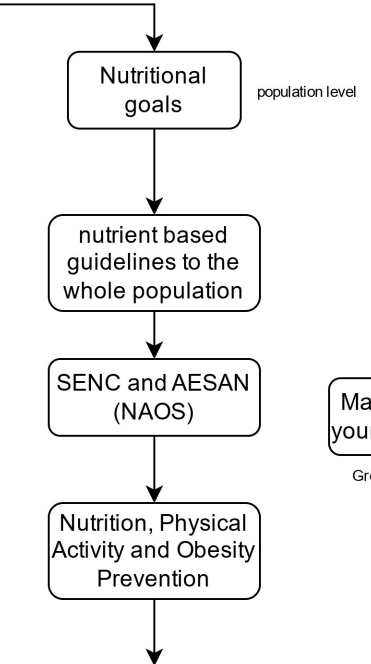 Nutritional
goals
population level
nutrient based
guidelines to the
whole population
SENC and AESAN
(NAOS)
Nutrition, Physical
Activity and Obesity
Prevention